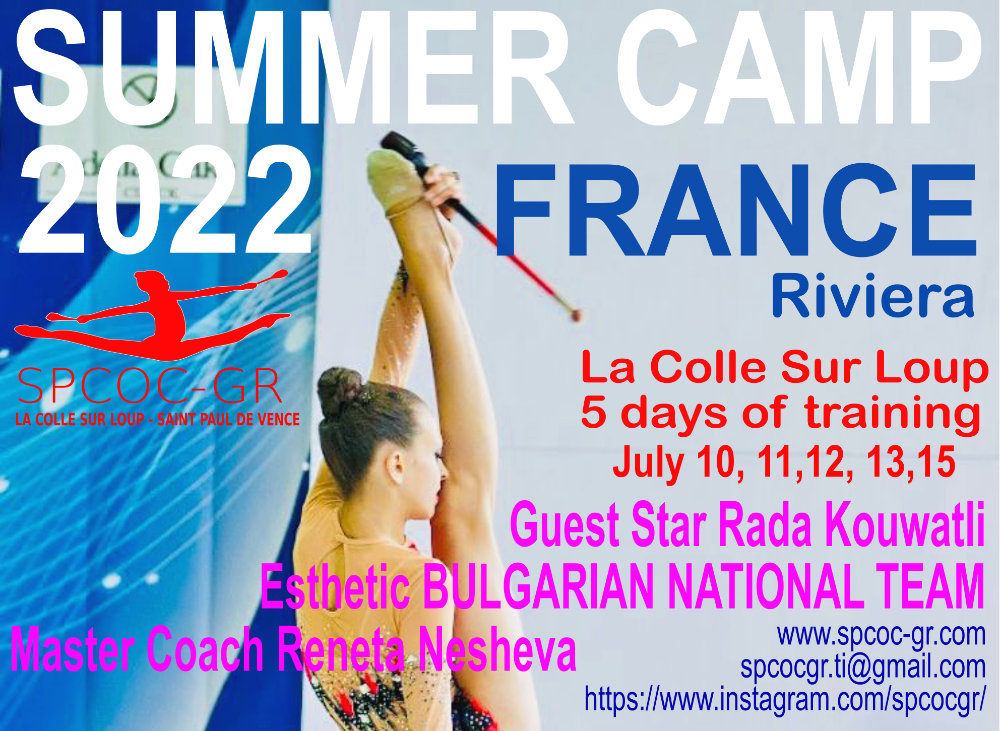 SUMMER CAMP
2022
FRANCE
Riviera
SPCOC-GR
LA COLLE SUR LOUP - SAINT PAUL DE VENCE
La Colle Sur Loup
5 days of training
July 10, 11,12, 13,15
Guest Star Rada Kouwatli
Esthetic BULGARIAN NATIONAL TEAM
Master Coach Reneta Nesheva
www.spcoc-gr.com
spcocgr.ti@gmail.com
https://www.instagram.com/spcocgr/